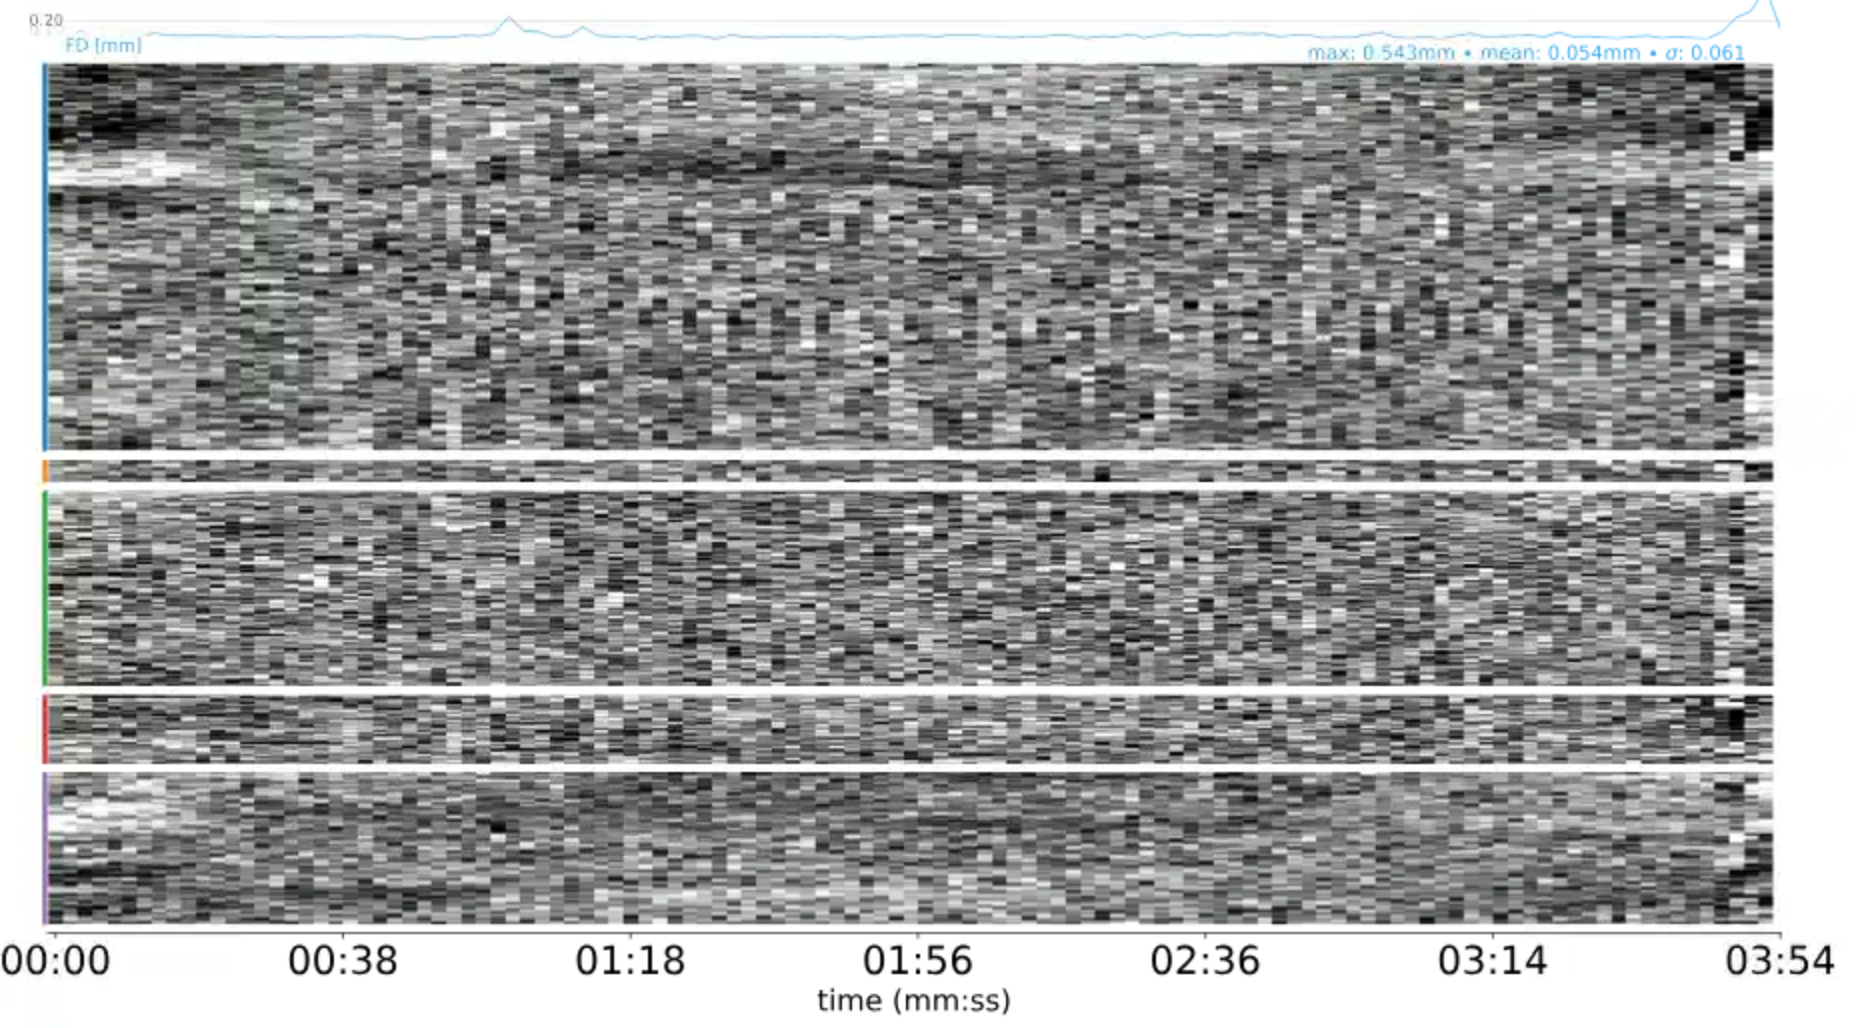 0.20
FD [mm]
max: 0.543mm • mean: 0.054mm • σ: 0.061
00:00 00:38 01:18 01:56 02:36 03:14 03:54
time (mm:ss)